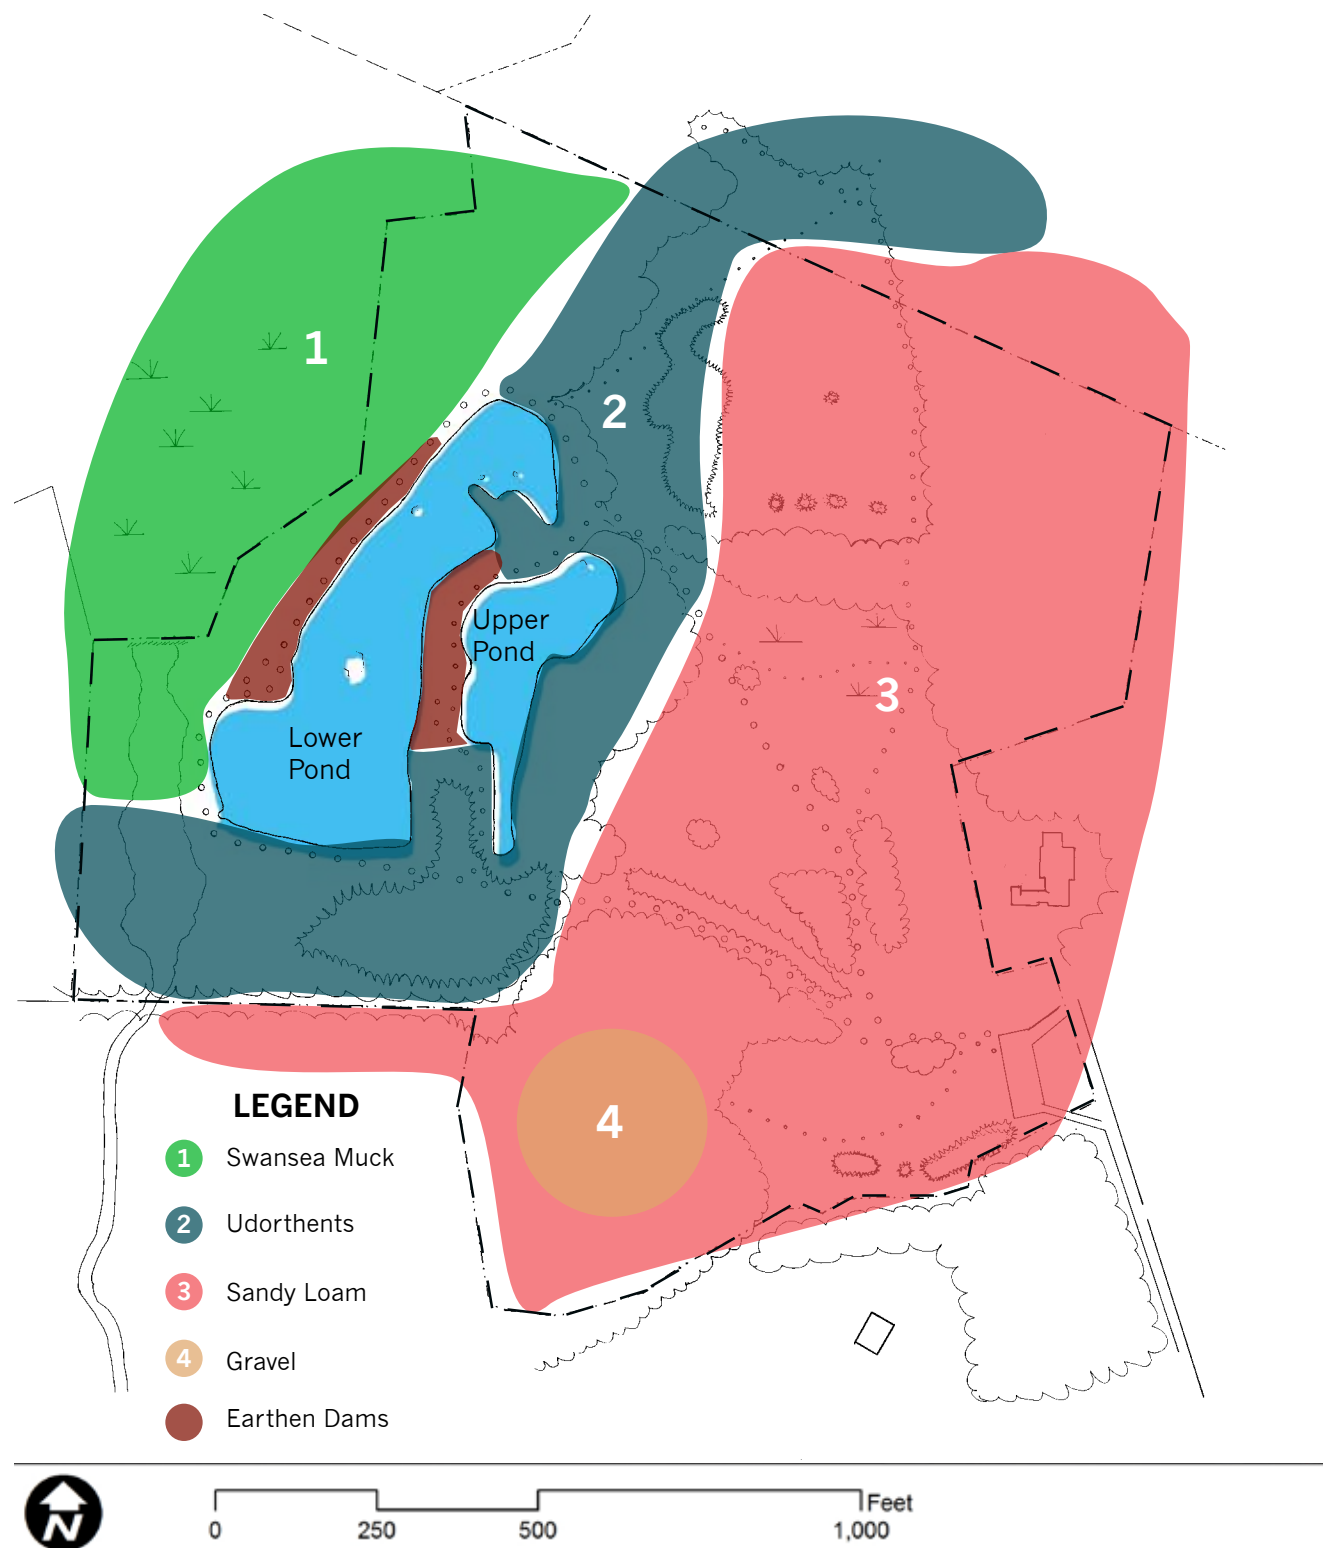 1
2
Upper
Pond
3
Lower
Pond
4
LEGEND
1 Swansea Muck
2 Udorthents
3 Sandy Loam
4 Gravel
Earthen Dams
N
Feet
0 250 500 1,000